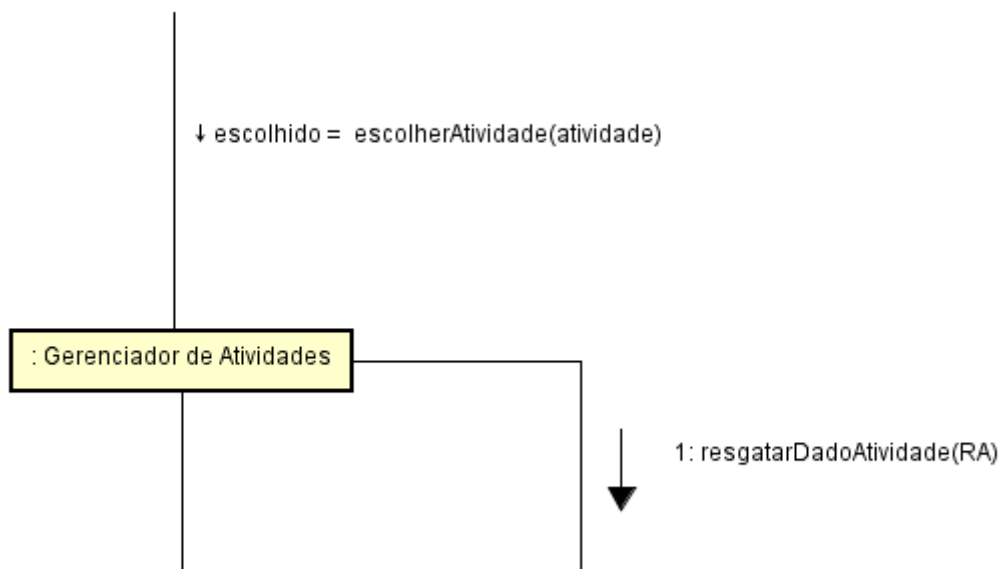 ↓ escolhido = escolherAtividade(atividade)
: Gerenciador de Atividades
1: resgatarDadoAtividade(RA)